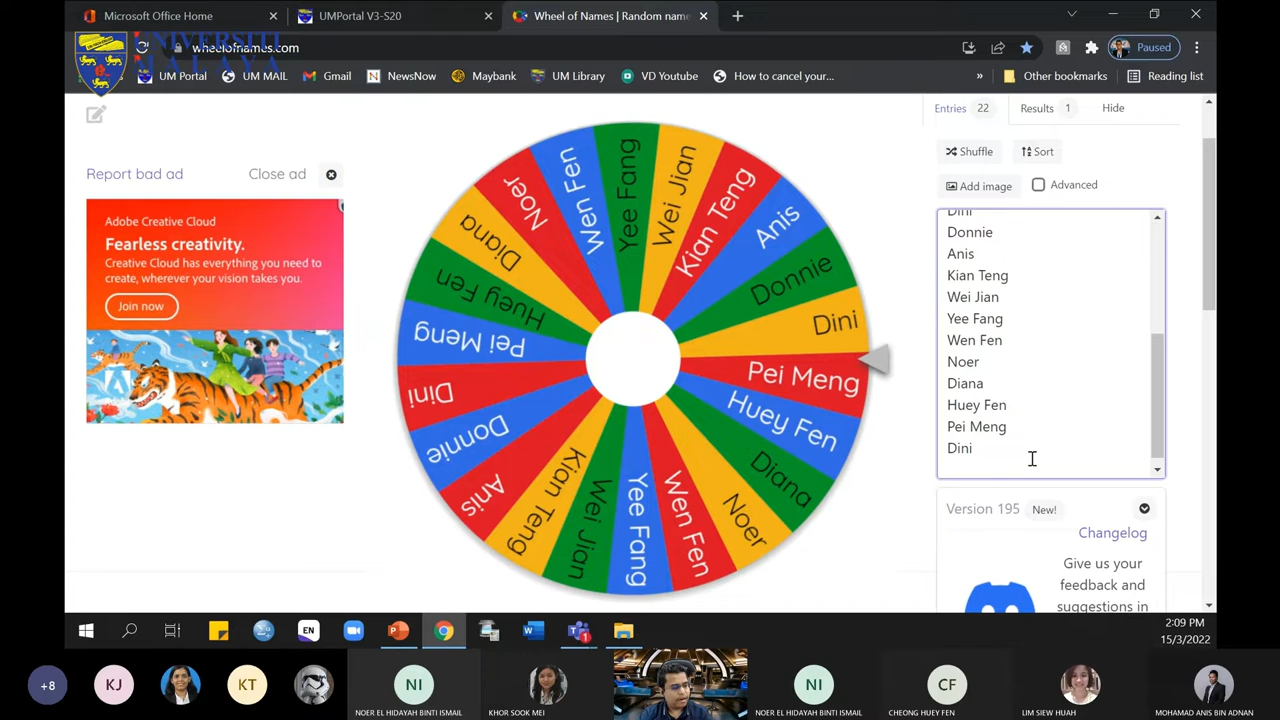 Microsoft Office Home
UMPortal V3-S20
Wheel of Names | Random name
UNIVERSITI
MALAYA
wheelofnames.com
Paused
UM Portal
UM MAIL
Gmail
NewsNow
Maybank
UM Library
VD Youtube
How to cancel your...
»
Other bookmarks
Reading list
Entries 22
Results 1
Hide
Shuffle
Sort
Add image
Advanced
Report bad ad
Close ad
Adobe Creative Cloud
Fearless creativity.
Creative Cloud has everything you need to
create, wherever your vision takes you.
Join now
Yee Fang
Wei Jian
Kian Teng
Anis
Donnie
Dini
Pei Meng
Huey Fen
Diana
Noer
Wen Fen
Yee Fang
Wei Jian
Kian Teng
Anis
Donnie
Dini
Pei Meng
Huey Fen
Diana
Noer
Wen Fen
Dini
Donnie
Anis
Kian Teng
Wei Jian
Yee Fang
Wen Fen
Noer
Diana
Huey Fen
Pei Meng
Dini
Version 195
New!
Changelog
Give us your
feedback and
suggestions in
EN
W
1
2:09 PM
15/3/2022
+8
KJ
KT
NI
NOER EL HIDAYAH BINTI ISMAIL
KHOR SOOK MEI
NI
NOER EL HIDAYAH BINTI ISMAIL
CF
CHEONG HUEY FEN
LIM SIEW HUAH
MOHAMAD ANIS BIN ADNAN